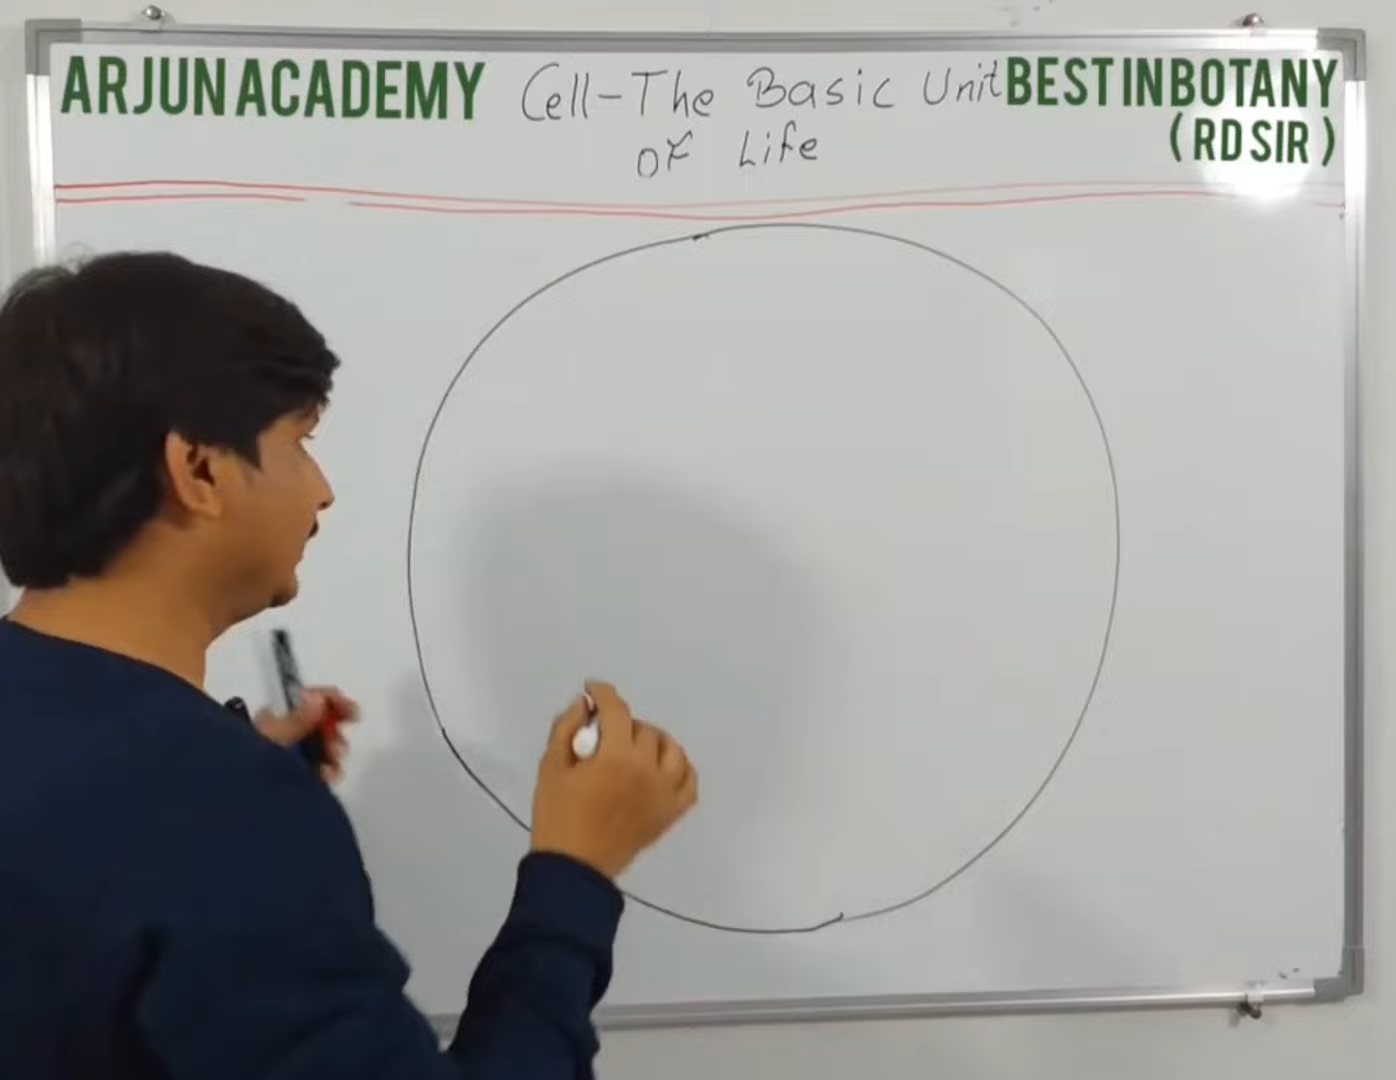 ARJUN ACADEMY
Cell-The Basic Unit
of Life
BEST IN BOTANY
( RD SIR )